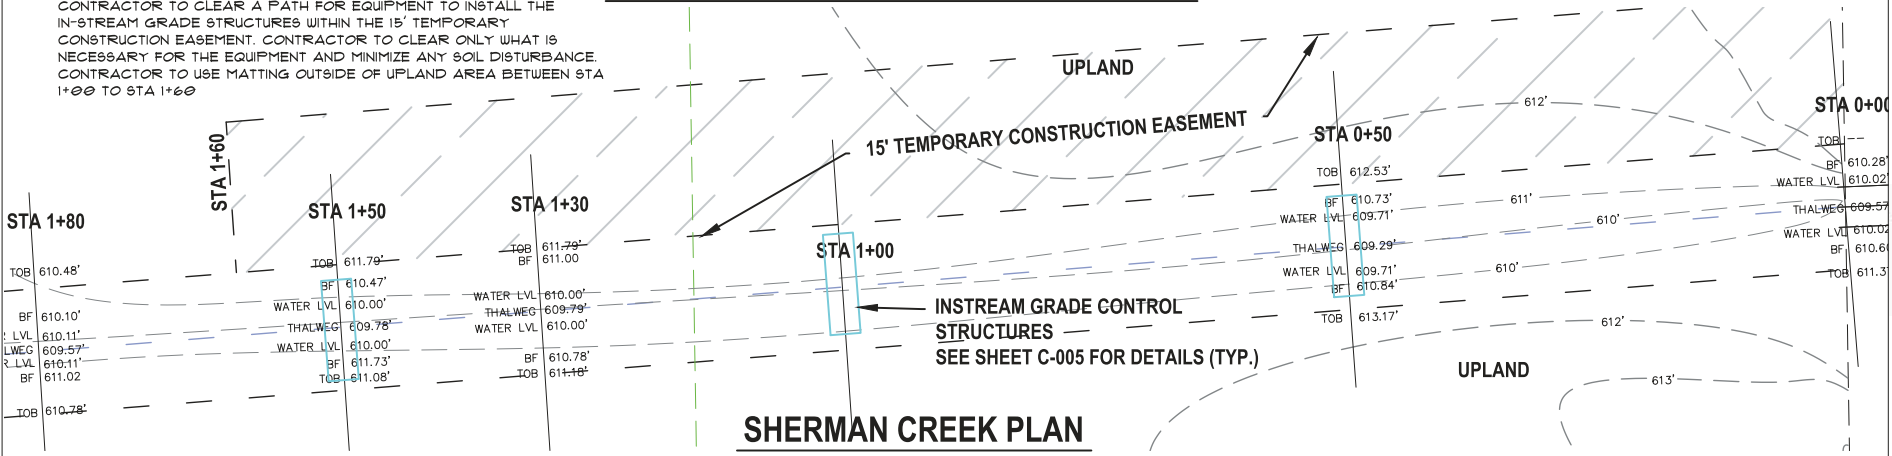 CONTRACTOR TO CLEAR A PATH FOR EQUIPMENT TO INSTALL THE
IN-STREAM GRADE STRUCTURES WITHIN THE 15' TEMPORARY
CONSTRUCTION EASEMENT. CONTRACTOR TO CLEAR ONLY WHAT IS
NECESSARY FOR THE EQUIPMENT AND MINIMIZE ANY SOIL DISTURBANCE.
CONTRACTOR TO USE MATTING OUTSIDE OF UPLAND AREA BETWEEN STA
1+00 TO STA 1+60
UPLAND
15' TEMPORARY CONSTRUCTION EASEMENT
STA 1+60
STA 1+80
TOB 610.48'
BF 610.10'
LVL 610.11'
LWEG 609.57'
LVL 610.11'
BF 611.02
TOB 610.78'
STA 1+50
TOB 611.79'
BF 610.47'
WATER LVL 610.00'
THALWEG 609.78'
WATER LVL 610.00'
BF 611.73'
TOB 611.08'
STA 1+30
TOB 611.79'
BF 611.00
WATER LVL 610.00'
THALWEG 609.79'
WATER LVL 610.00'
BF 610.78'
TOB 611.18'
STA 1+00
INSTREAM GRADE CONTROL
STRUCTURES
SEE SHEET C-005 FOR DETAILS (TYP.)
STA 0+50
TOB 612.53'
BF 610.73'
WATER LVL 609.71'
THALWEG 609.29'
WATER LVL 609.71'
BF 610.84'
TOB 613.17'
612'
611'
610'
610'
612'
613'
UPLAND
STA 0+00
TOB --
BF 610.28'
WATER LVL 610.02'
THALWEG 609.57
WATER LVL 610.02
BF 610.60
TOB 611.3
SHERMAN CREEK PLAN